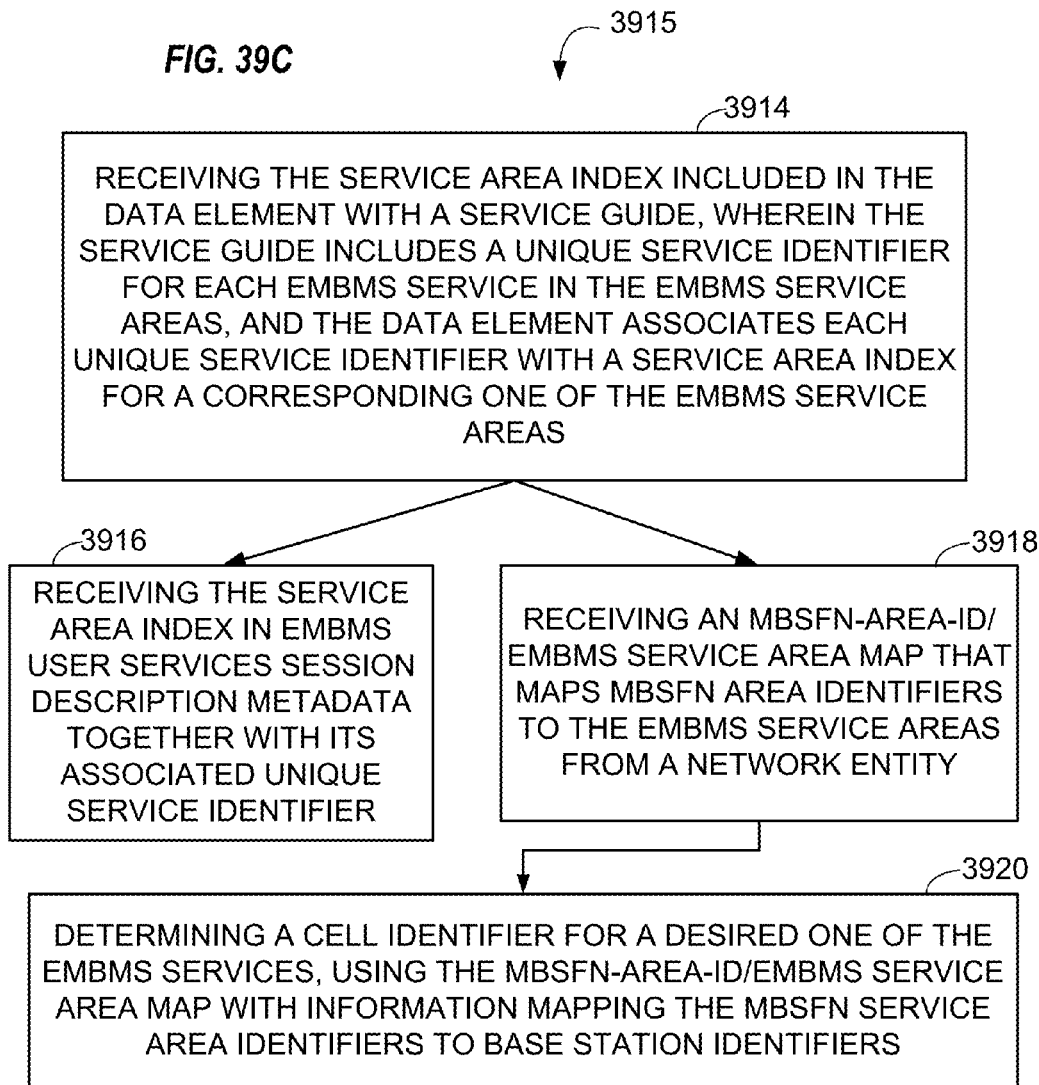 FIG. 39C
3915
3914
RECEIVING THE SERVICE AREA INDEX INCLUDED IN THE
DATA ELEMENT WITH A SERVICE GUIDE, WHEREIN THE
SERVICE GUIDE INCLUDES A UNIQUE SERVICE IDENTIFIER
FOR EACH EMBMS SERVICE IN THE EMBMS SERVICE
AREAS, AND THE DATA ELEMENT ASSOCIATES EACH
UNIQUE SERVICE IDENTIFIER WITH A SERVICE AREA INDEX
FOR A CORRESPONDING ONE OF THE EMBMS SERVICE
AREAS
3916
RECEIVING THE SERVICE
AREA INDEX IN EMBMS
USER SERVICES SESSION
DESCRIPTION METADATA
TOGETHER WITH ITS
ASSOCIATED UNIQUE
SERVICE IDENTIFIER
3918
RECEIVING AN MBSFN-AREA-ID/
EMBMS SERVICE AREA MAP THAT
MAPS MBSFN AREA IDENTIFIERS
TO THE EMBMS SERVICE AREAS
FROM A NETWORK ENTITY
3920
DETERMINING A CELL IDENTIFIER FOR A DESIRED ONE OF THE
EMBMS SERVICES, USING THE MBSFN-AREA-ID/EMBMS SERVICE
AREA MAP WITH INFORMATION MAPPING THE MBSFN SERVICE
AREA IDENTIFIERS TO BASE STATION IDENTIFIERS